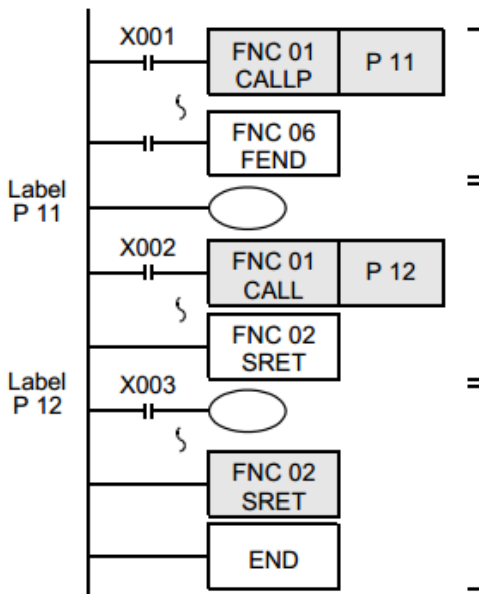 X001
FNC 01 P 11
CALLP
FNC 06
FEND
Label
P 11
X002
FNC 01 P 12
CALL
FNC 02
SRET
Label
P 12
X003
FNC 02
SRET
END